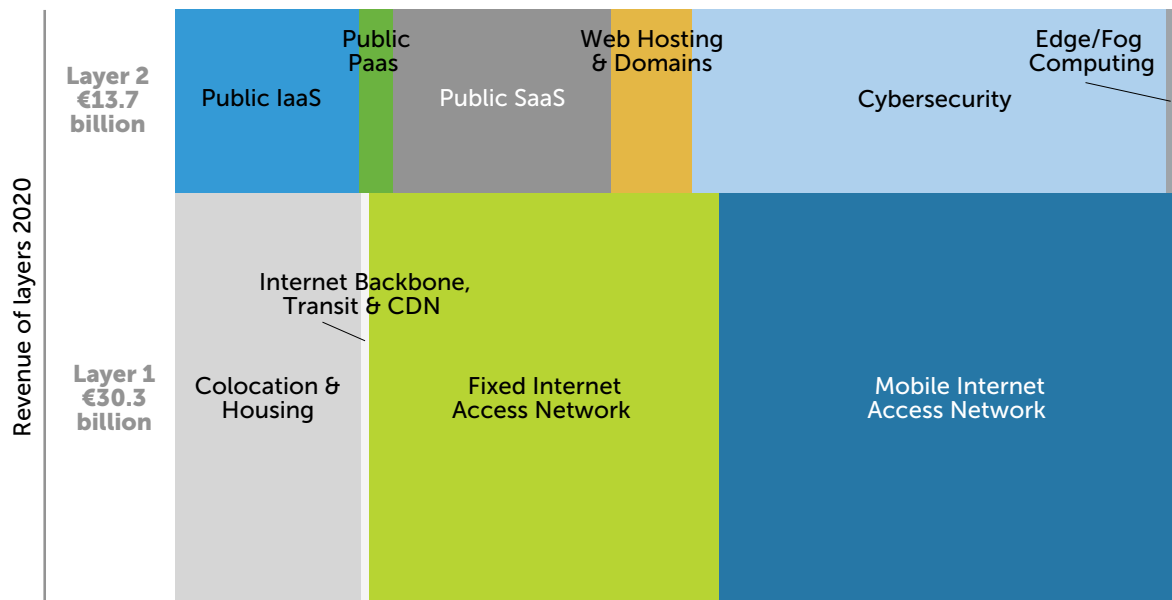 Revenue of layers 2020
Layer 2
€13.7
billion
Public IaaS
Public
Paas
Public SaaS
Web Hosting
& Domains
Cybersecurity
Edge/Fog
Computing
Layer 1
€30.3
billion
Colocation &
Housing
Internet Backbone,
Transit & CDN
Fixed Internet
Access Network
Mobile Internet
Access Network